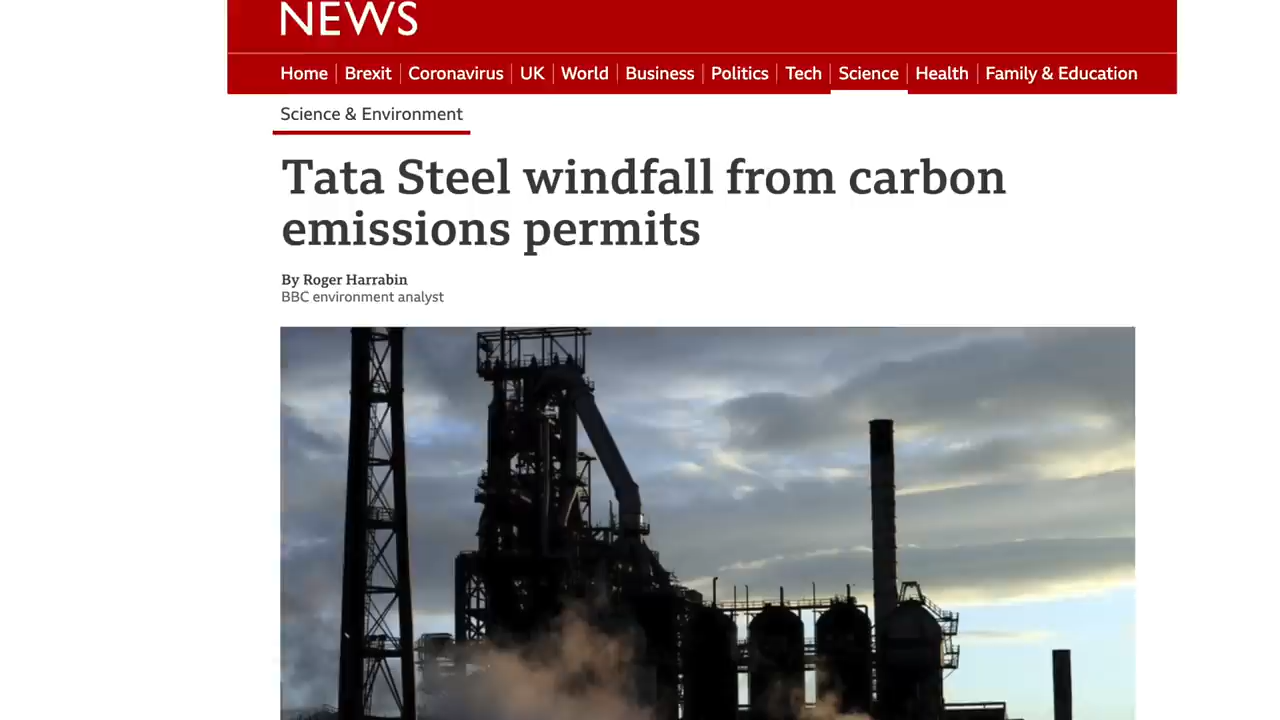 NEWS
Home Brexit Coronavirus UK World Business Politics Tech Science Health Family & Education
Science & Environment
Tata Steel windfall from carbon
emissions permits
By Roger Harrabin
BBC environment analyst